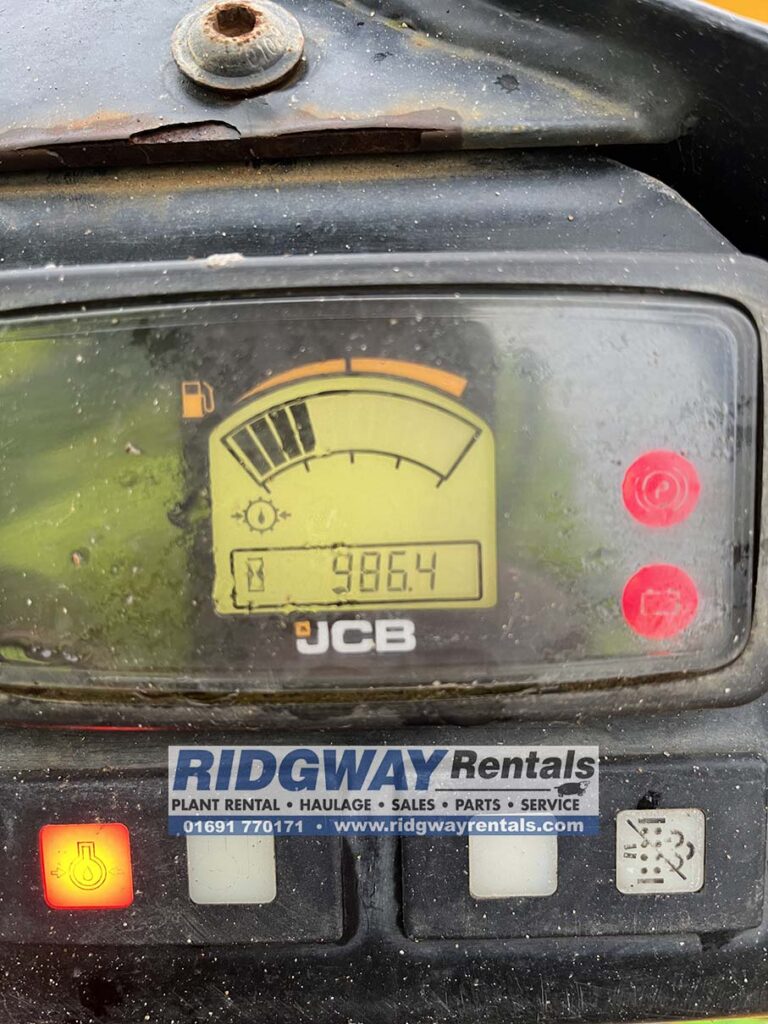 986.4
JCB
RIDGWAY Rentals
PLANT RENTAL • HAULAGE • SALES • PARTS • SERVICE
01691 770171 • www.ridgwayrentals.com